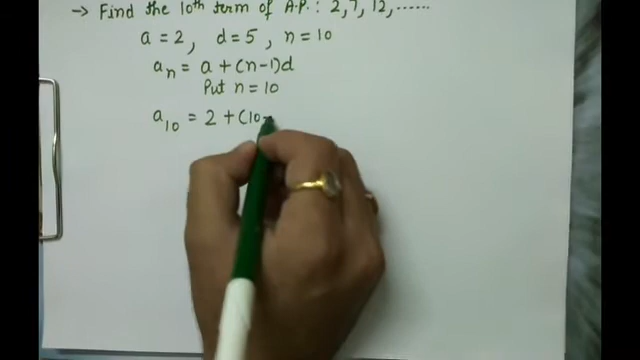 → Find the 10th term of A.P. : 2, 7, 12, ......
a = 2, d = 5, n = 10
aₙ = a + (n-1)d
Put n = 10
a₁₀ = 2 + (10-